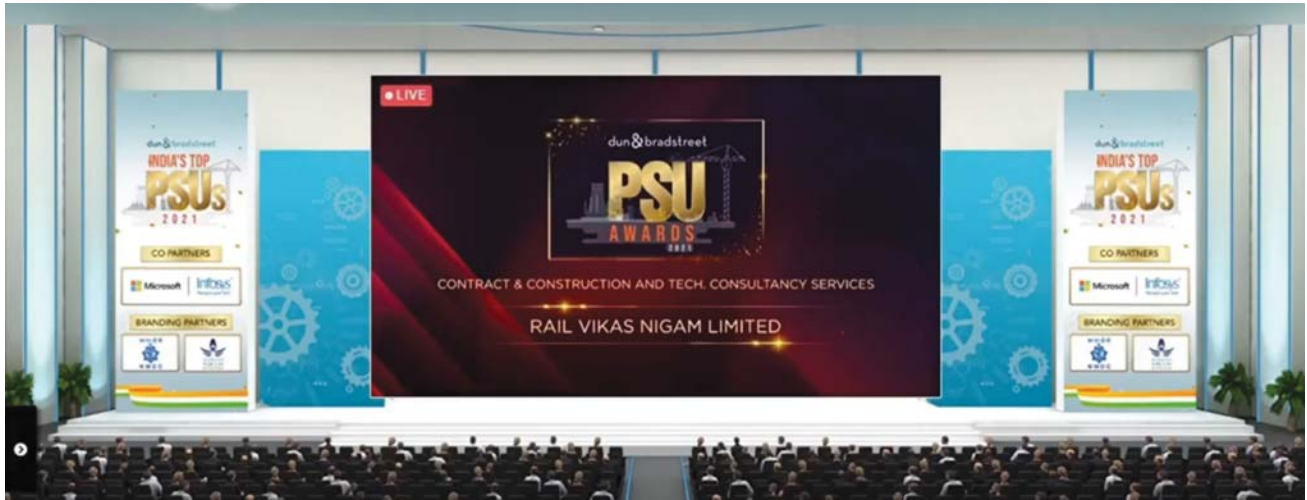 dun&bradstreet
INDIA'S TOP
PSUs
2021
CO PARTNERS
Microsoft
Infosys
BRANDING PARTNERS
NMDC
LIVE
dun&bradstreet
PSU
AWARDS
2021
CONTRACT & CONSTRUCTION AND TECH. CONSULTANCY SERVICES
RAIL VIKAS NIGAM LIMITED
dun&bradstreet
INDIA'S TOP
PSUs
2021
CO PARTNERS
Microsoft
Infosys
BRANDING PARTNERS
NMDC